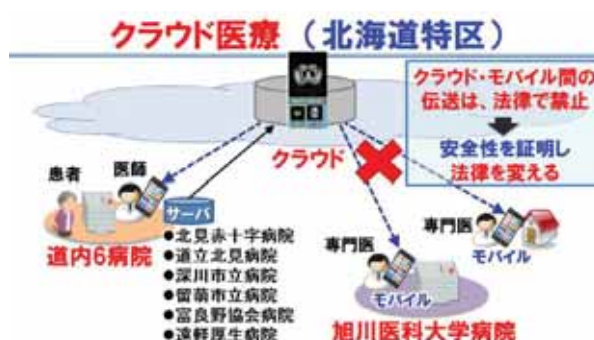 クラウド医療（北海道特区）
クラウド・モバイル間の
伝送は、法律で禁止
安全性を証明し
法律を変える
クラウド
患者
医師
サーバ
道内6病院
●北見赤十字病院
●道立北見病院
●深川市立病院
●留萌市立病院
●富良野協会病院
●遠軽厚生病院
専門医
モバイル
専門医
モバイル
旭川医科大学病院